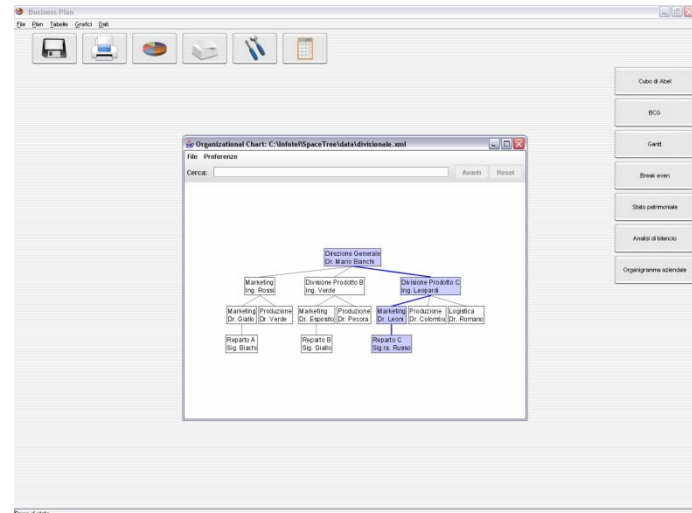 Business Plan
File Plan Tabelle Grafici Dati
Cubo di Abel
BCG
Gantt
Break even
Stato patrimoniale
Analisi di bilancio
Organigramma aziendale
Organizational Chart: C:\Infotel\SpaceTree\data\divisionale.xml
File Preferenze
Cerca:
Avanti Reset
Direzione Generale
Dr. Mario Bianchi
Marketing Divisione Prodotto B Divisione Prodotto C
Ing. Rossi Ing. Verde Ing. Leopardi
Marketing Produzione Marketing Produzione Marketing Produzione Logistica
Dr. Giallo Dr. Verde Dr. Esposito Dr. Pecora Dr. Leoni Dr. Colombo Dr. Romano
Reparto A Reparto B Reparto C
Sig. Biachi Sig. Giallo Sig.ra. Russo